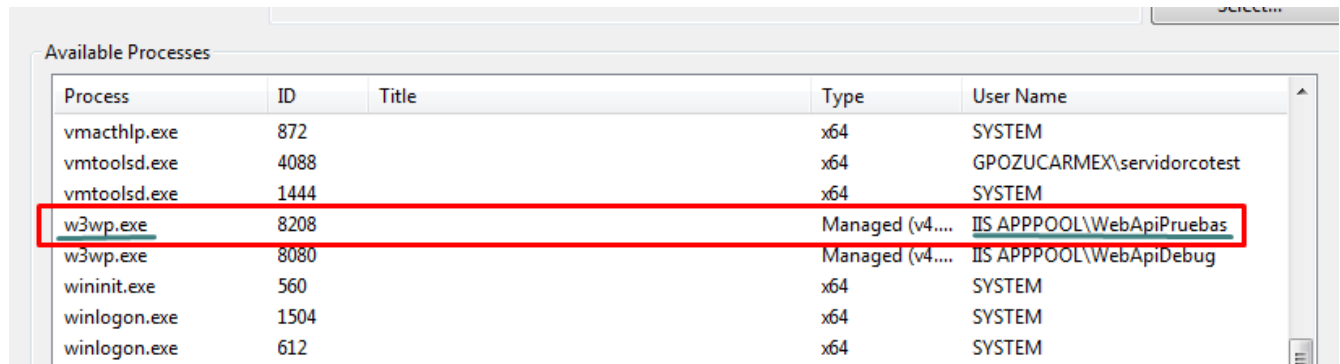 Select...
Available Processes
Process ID Title Type User Name
vmacthlp.exe 872 x64 SYSTEM
vmtoolsd.exe 4088 x64 GPOZUCARMEX\servidorcotest
vmtoolsd.exe 1444 x64 SYSTEM
w3wp.exe 8208 Managed (v4.... IIS APPPOOL\WebApiPruebas
w3wp.exe 8080 Managed (v4.... IIS APPPOOL\WebApiDebug
wininit.exe 560 x64 SYSTEM
winlogon.exe 1504 x64 SYSTEM
winlogon.exe 612 x64 SYSTEM